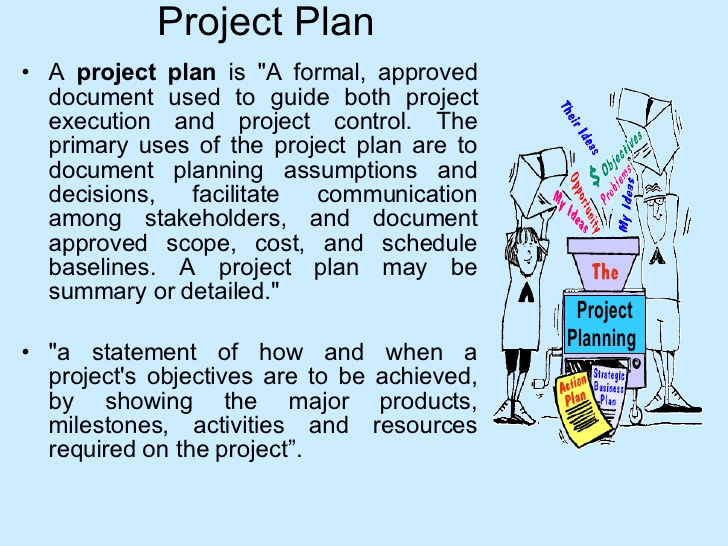 Project Plan
• A project plan is "A formal, approved
document used to guide both project
execution and project control. The
primary uses of the project plan are to
document planning assumptions and
decisions, facilitate communication
among stakeholders, and document
approved scope, cost, and schedule
baselines. A project plan may be
summary or detailed."
• "a statement of how and when a
project's objectives are to be achieved,
by showing the major products,
milestones, activities and resources
required on the project”.
Their Ideas
$ Objectives
Problems!
Opportunity
My Ideas
My Ideas
The
Project
Planning
Action
Plan
Strategic
Business
Plan